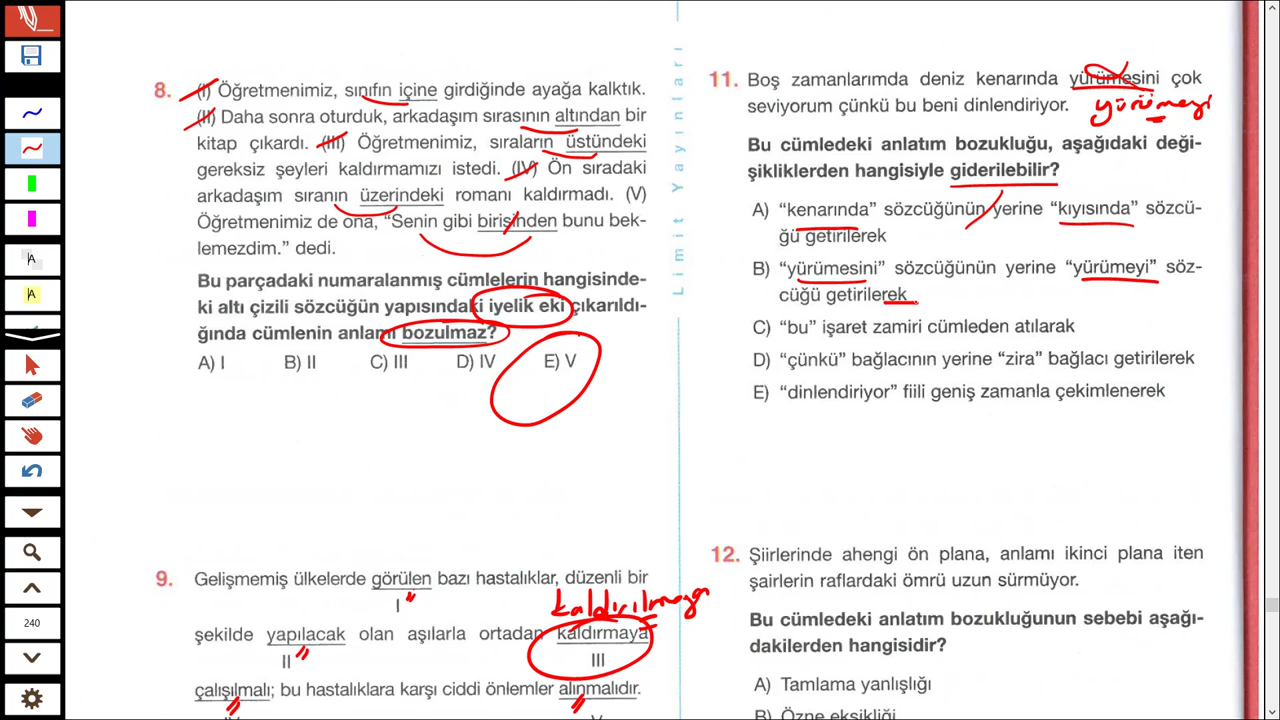 8. (I) Öğretmenimiz, sınıfın içine girdiğinde ayağa kalktık.
(II) Daha sonra oturduk, arkadaşım sırasının altından bir
kitap çıkardı. (III) Öğretmenimiz, sıraların üstündeki
gereksiz şeyleri kaldırmamızı istedi. (IV) Ön sıradaki
arkadaşım sıranın üzerindeki romanı kaldırmadı. (V)
Öğretmenimiz de ona, “Senin gibi birisinden bunu bek-
lemezdim.” dedi.
Bu parçadaki numaralanmış cümlelerin hangisinde-
ki altı çizili sözcüğün yapısındaki iyelik eki çıkarıldı-
ğında cümlenin anlamı bozulmaz?
A) I B) II C) III D) IV E) V
9. Gelişmemiş ülkelerde görülen bazı hastalıklar, düzenli bir
I
kaldırılmaya
şekilde yapılacak olan aşılarla ortadan kaldırmaya
II III
çalışılmalı; bu hastalıklara karşı ciddi önlemler alınmalıdır.
IV V
Limit Yayınları
11. Boş zamanlarımda deniz kenarında yürümesini çok
yürümeyi
seviyorum çünkü bu beni dinlendiriyor.
Bu cümledeki anlatım bozukluğu, aşağıdaki deği-
şikliklerden hangisiyle giderilebilir?
A) “kenarında” sözcüğünün yerine “kıyısında” sözcü-
ğü getirilerek
B) “yürümesini” sözcüğünün yerine “yürümeyi” söz-
cüğü getirilerek
C) “bu” işaret zamiri cümleden atılarak
D) “çünkü” bağlacının yerine “zira” bağlacı getirilerek
E) “dinlendiriyor” fiili geniş zamanla çekimlenerek
12. Şiirlerinde ahengi ön plana, anlamı ikinci plana iten
şairlerin raflardaki ömrü uzun sürmüyor.
Bu cümledeki anlatım bozukluğunun sebebi aşağı-
dakilerden hangisidir?
A) Tamlama yanlışlığı
B) Özne eksikliği
A
A
240